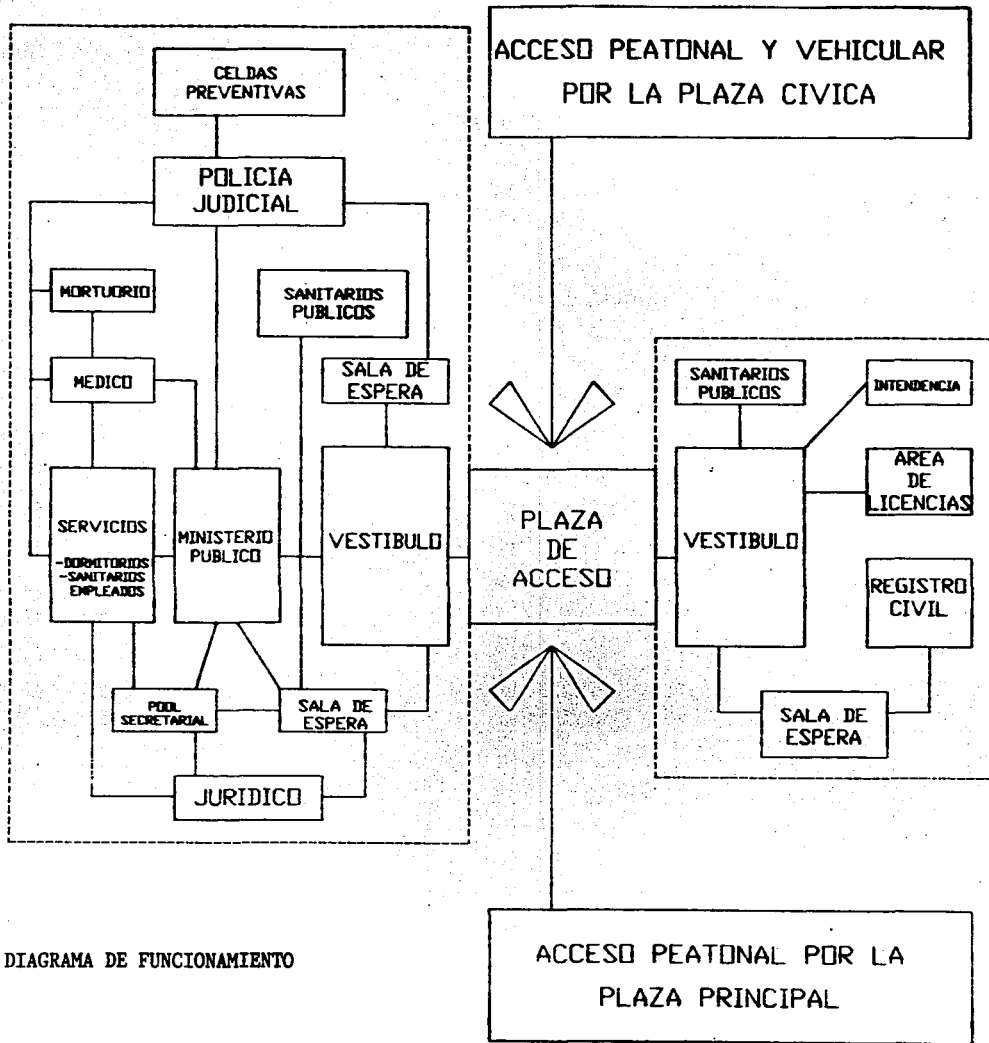 ACCESO PEATONAL Y VEHICULAR
POR LA PLAZA CIVICA
CELDAS
PREVENTIVAS
POLICIA
JUDICIAL
MORTUORIO
SANITARIOS
PUBLICOS
MEDICO
SALA DE
ESPERA
SERVICIOS
-DORMITORIOS
-SANITARIOS
EMPLEADOS
MINISTERIO
PUBLICO
VESTIBULO
POOL
SECRETARIAL
SALA DE
ESPERA
JURIDICO
PLAZA
DE
ACCESO
SANITARIOS
PUBLICOS
INTENDENCIA
AREA
DE
LICENCIAS
VESTIBULO
REGISTRO
CIVIL
SALA DE
ESPERA
DIAGRAMA DE FUNCIONAMIENTO
ACCESO PEATONAL POR LA
PLAZA PRINCIPAL